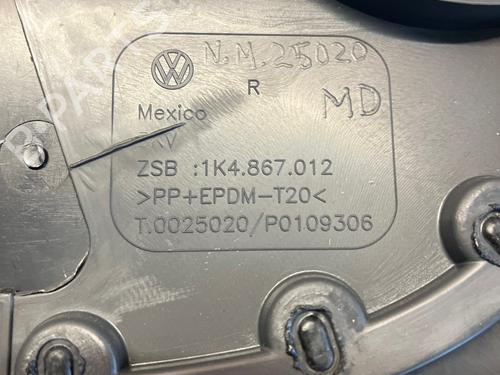 N.M.25020
R
MD
Mexico
ZSB :1K4.867.012
>PP+EPDM-T20<
T.0025020/P0109306